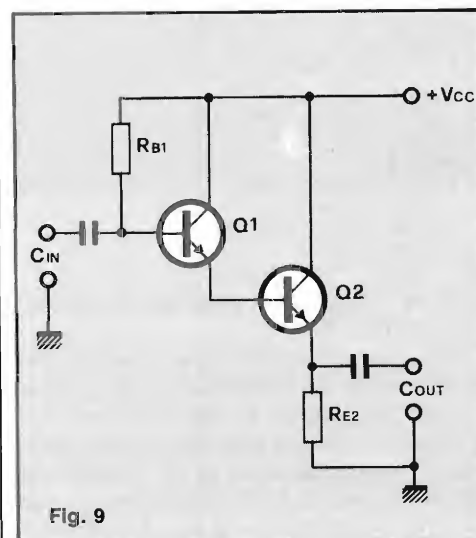 +VCC
RB1
Q1
CIN
Q2
COUT
RE2
Fig. 9